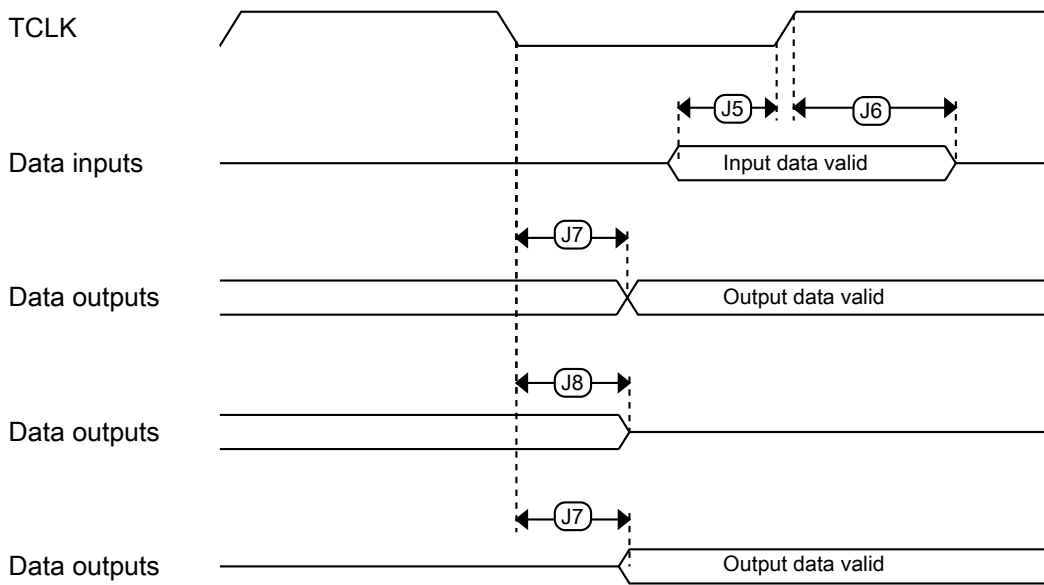 TCLK
J5
J6
Data inputs
Input data valid
J7
Data outputs
Output data valid
J8
Data outputs
J7
Data outputs
Output data valid